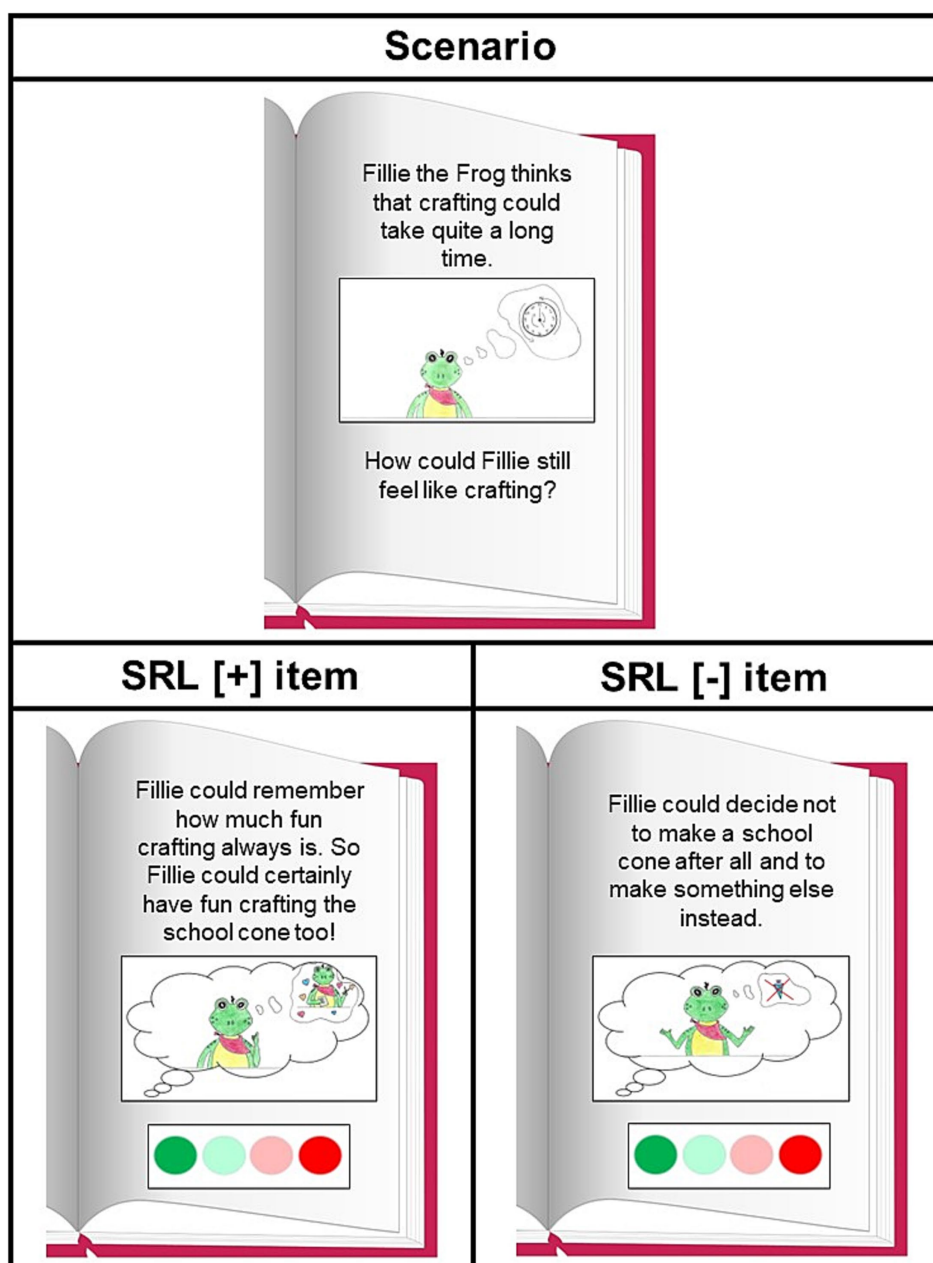 Scenario
Fillie the Frog thinks
that crafting could
take quite a long
time.
How could Fillie still
feel like crafting?
SRL [+] item
SRL [-] item
Fillie could remember
how much fun
crafting always is. So
Fillie could certainly
have fun crafting the
school cone too!
Fillie could decide not
to make a school
cone after all and to
make something else
instead.